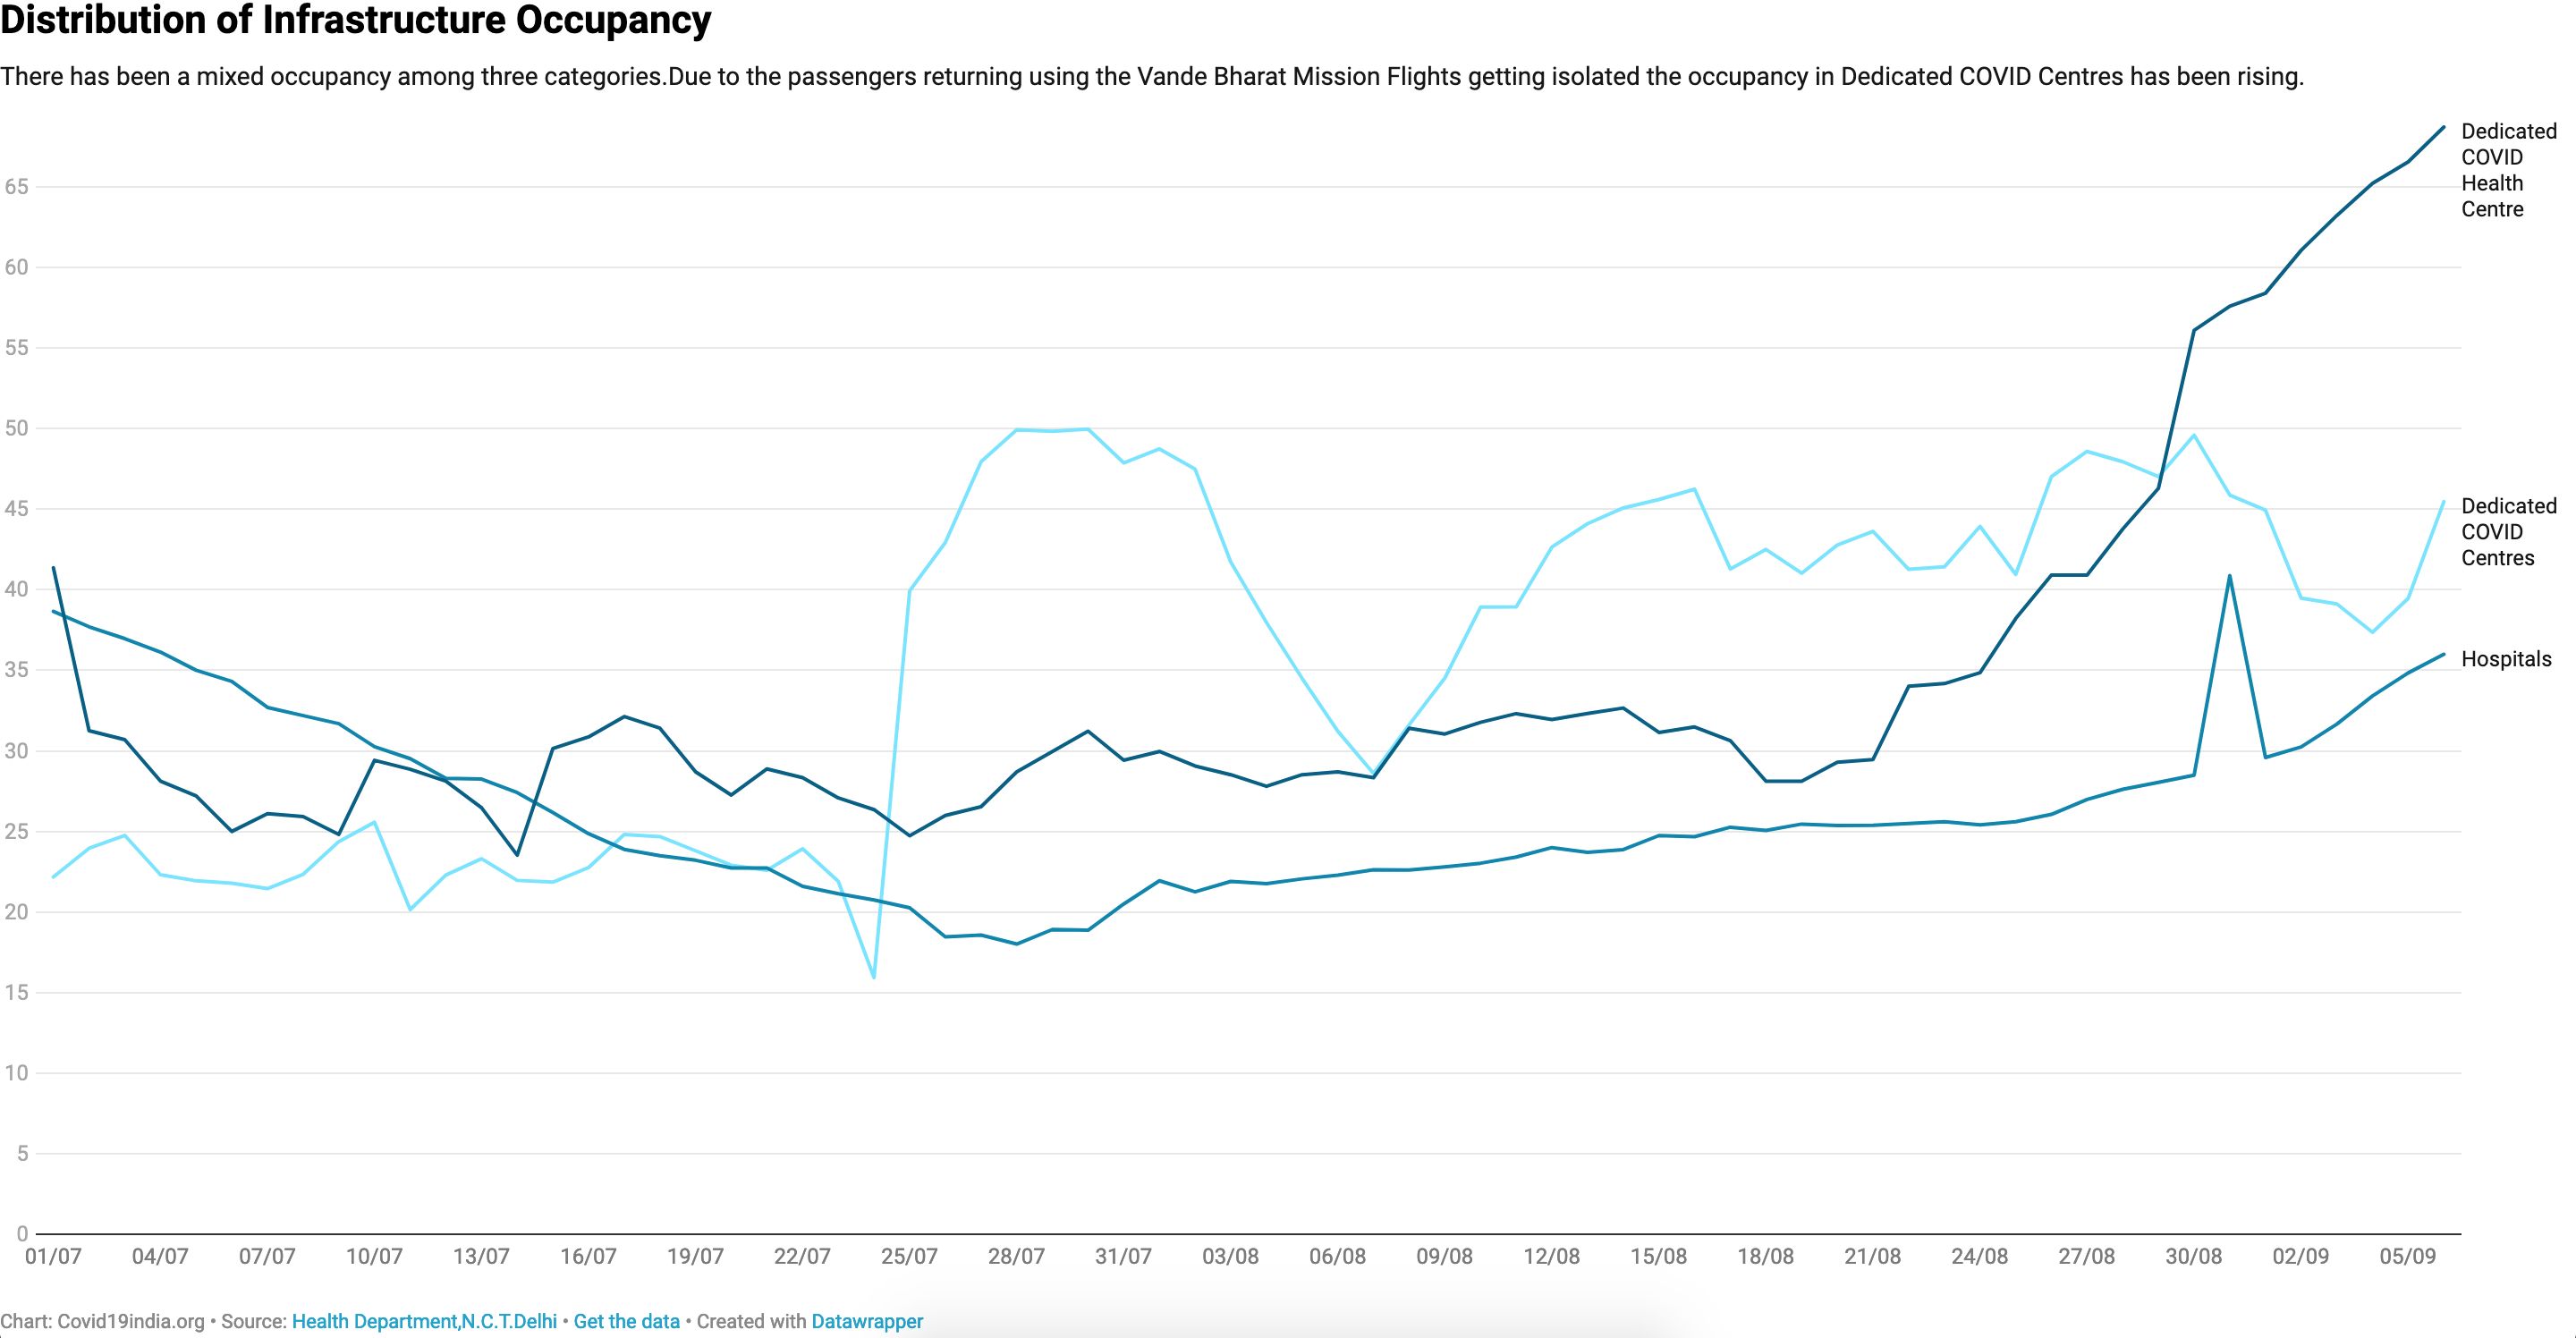 Distribution of Infrastructure Occupancy
There has been a mixed occupancy among three categories.Due to the passengers returning using the Vande Bharat Mission Flights getting isolated the occupancy in Dedicated COVID Centres has been rising.
Dedicated
COVID
Health
Centre
65
60
55
50
45
Dedicated
COVID
Centres
40
35
Hospitals
30
25
20
15
10
5
0
01/07 04/07 07/07 10/07 13/07 16/07 19/07 22/07 25/07 28/07 31/07 03/08 06/08 09/08 12/08 15/08 18/08 21/08 24/08 27/08 30/08 02/09 05/09
Chart: Covid19india.org • Source: Health Department,N.C.T.Delhi • Get the data • Created with Datawrapper